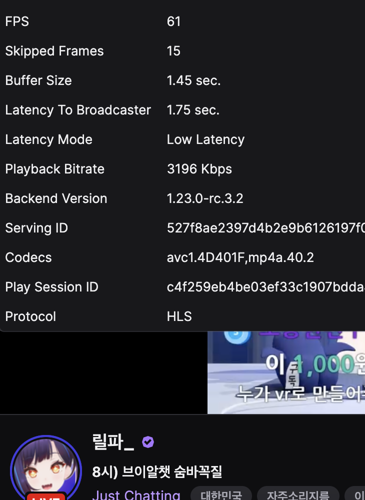 FPS 61
Skipped Frames 15
Buffer Size 1.45 sec.
Latency To Broadcaster 1.75 sec.
Latency Mode Low Latency
Playback Bitrate 3196 Kbps
Backend Version 1.23.0-rc.3.2
Serving ID 527f8ae2397d4b2e9b6126197f0
Codecs avc1.4D401F,mp4a.40.2
Play Session ID c4f259eb4be03ef33c1907bdda
Protocol HLS
이 1,000원
누가 vr로 만들어
릴파_
8시) 브이알챗 숨바꼭질
LIVE
Just Chatting 대한민국 자주소리지름